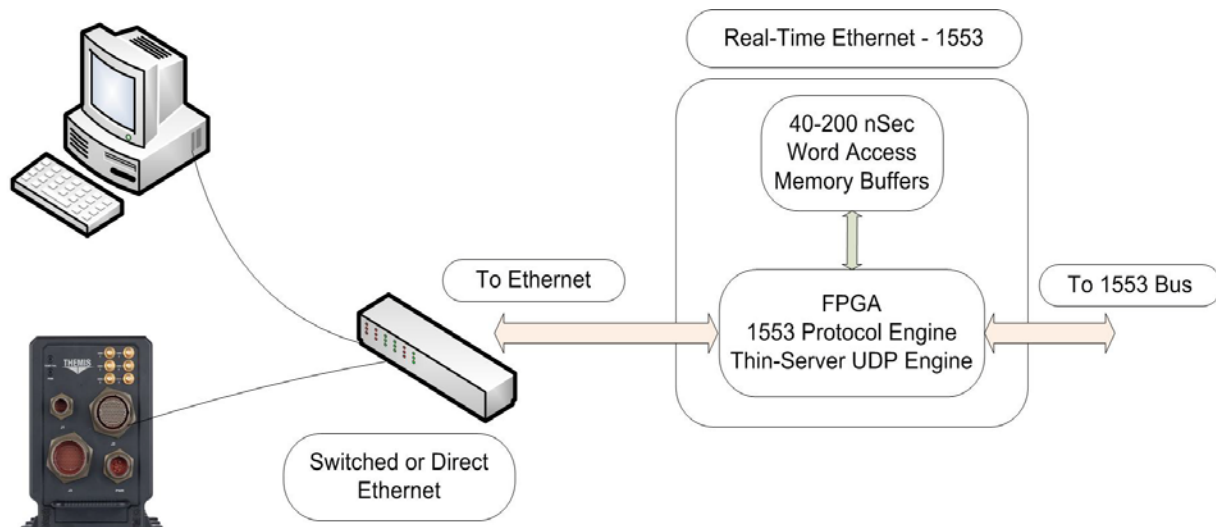 Real-Time Ethernet - 1553
40-200 nSec
Word Access
Memory Buffers
To Ethernet
FPGA
1553 Protocol Engine
Thin-Server UDP Engine
To 1553 Bus
THEMIS
Switched or Direct
Ethernet